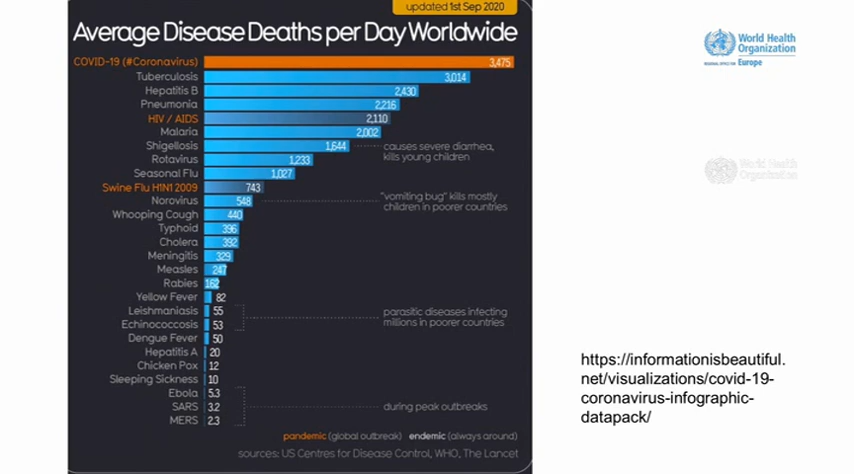 updated 1st Sep 2020
Average Disease Deaths per Day Worldwide
COVID-19 (#Coronavirus) 3,475
Tuberculosis 3,014
Hepatitis B 2,430
Pneumonia 2,216
HIV / AIDS 2,110
Malaria 2,002
Shigellosis 1,644 causes severe diarrhea,
kills young children
Rotavirus 1,233
Seasonal Flu 1,027
Swine Flu H1N1 2009 743
Norovirus 548 "vomiting bug" kills mostly
children in poorer countries
Whooping Cough 440
Typhoid 396
Cholera 392
Meningitis 329
Measles 247
Rabies 162
Yellow Fever 82
Leishmaniasis 55 parasitic diseases infecting
millions in poorer countries
Echinococcosis 53
Dengue Fever 50
Hepatitis A 20
Chicken Pox 12
Sleeping Sickness 10
Ebola 5.3
SARS 3.2 during peak outbreaks
MERS 2.3
pandemic (global outbreak) endemic (always around)
sources: US Centres for Disease Control, WHO, The Lancet
World Health
Organization
REGIONAL OFFICE FOR Europe
World Health
Organization
https://informationisbeautiful.
net/visualizations/covid-19-
coronavirus-infographic-
datapack/